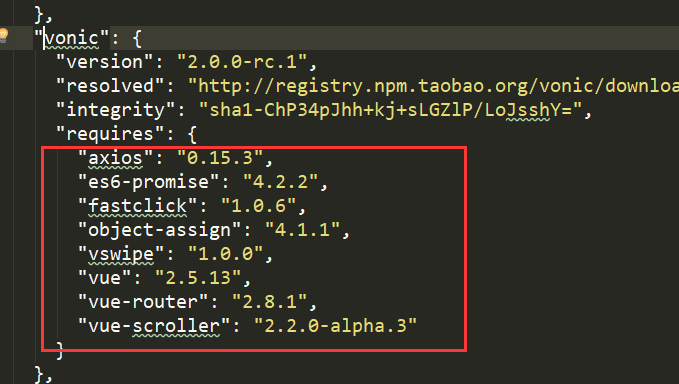 },
"vonic": {
"version": "2.0.0-rc.1",
"resolved": "http://registry.npm.taobao.org/vonic/downloa
"integrity": "sha1-ChP34pJhh+kj+sLGZlP/LoJsshY=",
"requires": {
"axios": "0.15.3",
"es6-promise": "4.2.2",
"fastclick": "1.0.6",
"object-assign": "4.1.1",
"vswipe": "1.0.0",
"vue": "2.5.13",
"vue-router": "2.8.1",
"vue-scroller": "2.2.0-alpha.3"
}
},